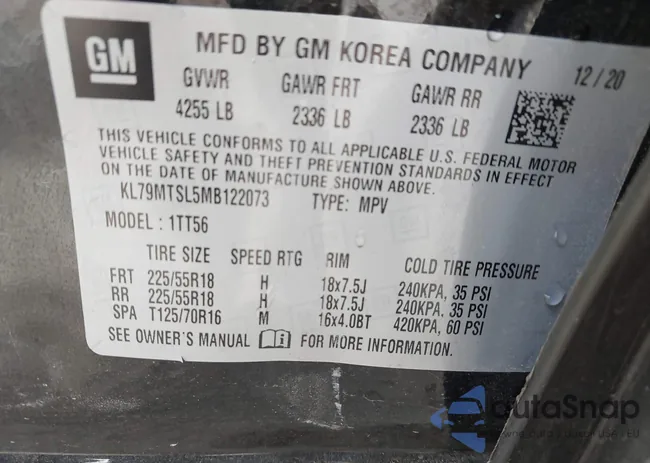 GM
MFD BY GM KOREA COMPANY 12/20
GVWR GAWR FRT GAWR RR
4255 LB 2336 LB 2336 LB
THIS VEHICLE CONFORMS TO ALL APPLICABLE U.S. FEDERAL MOTOR
VEHICLE SAFETY AND THEFT PREVENTION STANDARDS IN EFFECT
ON THE DATE OF MANUFACTURE SHOWN ABOVE.
KL79MTSL5MB122073 TYPE: MPV
MODEL: 1TT56
TIRE SIZE SPEED RTG RIM COLD TIRE PRESSURE
FRT 225/55R18 H 18x7.5J 240KPA, 35 PSI
RR 225/55R18 H 18x7.5J 240KPA, 35 PSI
SPA T125/70R16 M 16x4.0BT 420KPA, 60 PSI
SEE OWNER'S MANUAL FOR MORE INFORMATION.
autaSnap